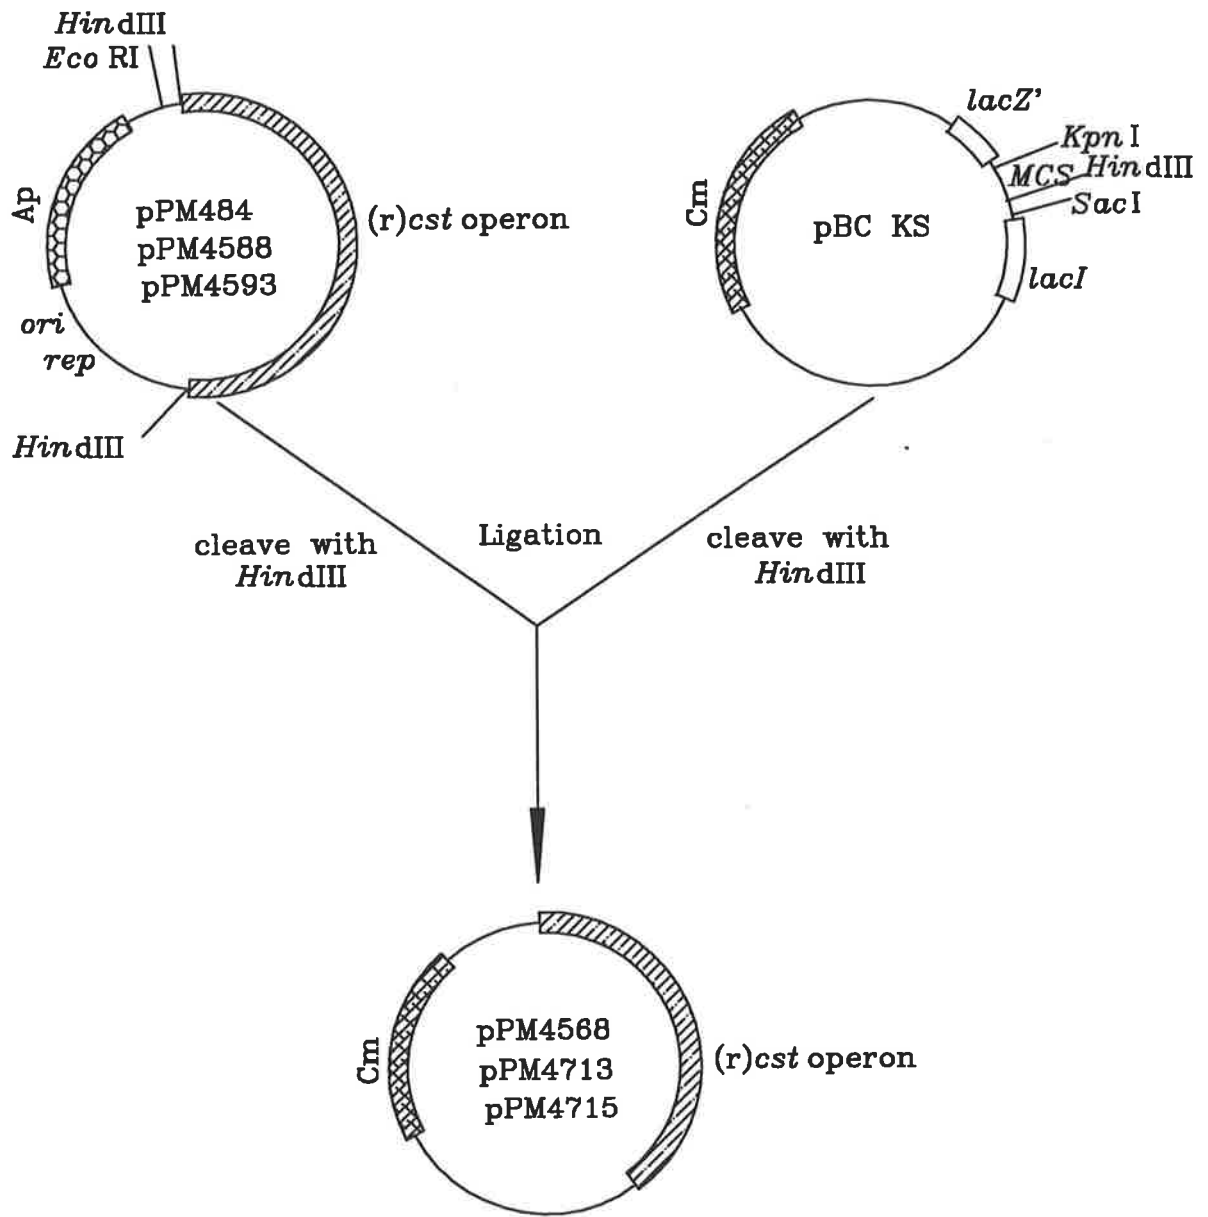 HindIII
Eco RI
Ap
pPM484
pPM4588
pPM4593
(r)cst operon
ori
rep
HindIII
lacZ'
KpnI
MCS
HindIII
SacI
Cm
pBC KS
lacI
cleave with
HindIII
Ligation
cleave with
HindIII
Cm
pPM4568
pPM4713
pPM4715
(r)cst operon